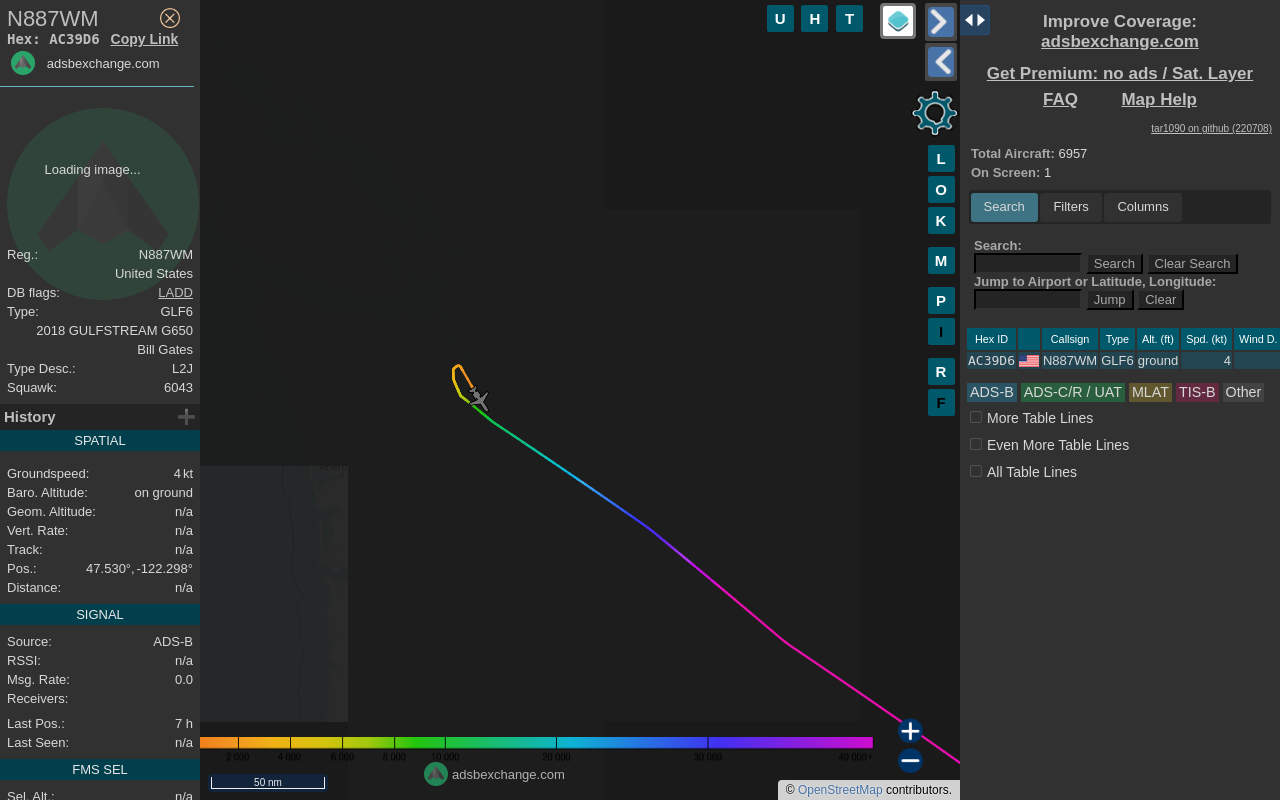 N887WM
Hex: AC39D6 Copy Link
adsbexchange.com
Loading image...
Reg.: N887WM
United States
DB flags: LADD
Type: GLF6
2018 GULFSTREAM G650
Bill Gates
Type Desc.: L2J
Squawk: 6043
History
SPATIAL
Groundspeed: 4 kt
Baro. Altitude: on ground
Geom. Altitude: n/a
Vert. Rate: n/a
Track: n/a
Pos.: 47.530°, -122.298°
Distance: n/a
SIGNAL
Source: ADS-B
RSSI: n/a
Msg. Rate: 0.0
Receivers:
Last Pos.: 7 h
Last Seen: n/a
FMS SEL
Sel. Alt.: n/a
U H T
L
O
K
M
P
I
R
F
2 000 4 000 6 000 8 000 10 000 20 000 30 000 40 000+
50 nm
adsbexchange.com
© OpenStreetMap contributors.
Improve Coverage:
adsbexchange.com
Get Premium: no ads / Sat. Layer
FAQ Map Help
tar1090 on github (220708)
Total Aircraft: 6957
On Screen: 1
Search Filters Columns
Search:
Search Clear Search
Jump to Airport or Latitude, Longitude:
Jump Clear
Hex ID Callsign Type Alt. (ft) Spd. (kt) Wind D.
AC39D6 N887WM GLF6 ground 4
ADS-B ADS-C/R / UAT MLAT TIS-B Other
More Table Lines
Even More Table Lines
All Table Lines